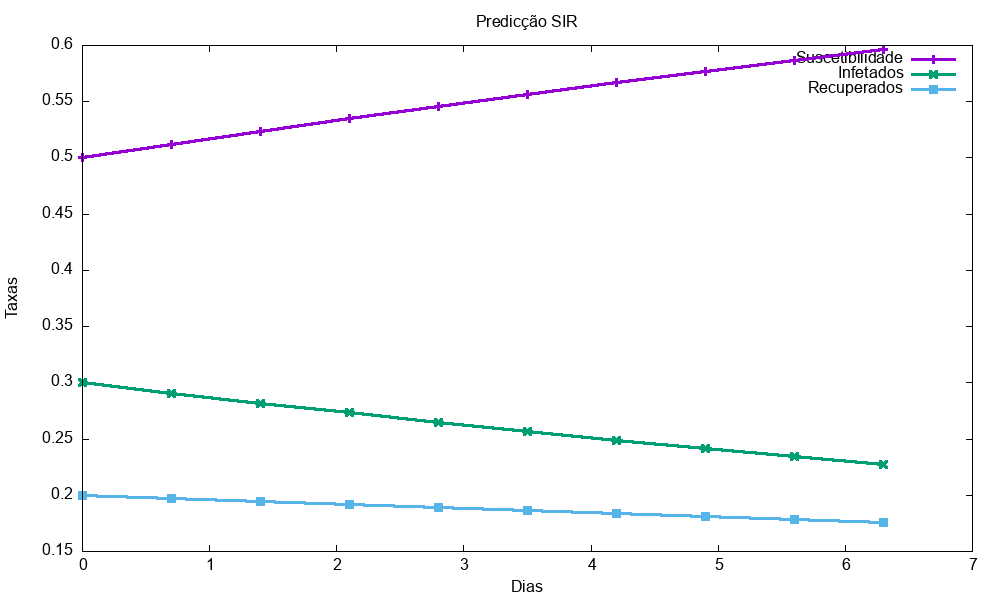 Predicção SIR
0.6
0.55
0.5
0.45
0.4
0.35
0.3
0.25
0.2
0.15
Taxas
Suscetibilidade
Infetados
Recuperados
0 1 2 3 4 5 6 7
Dias